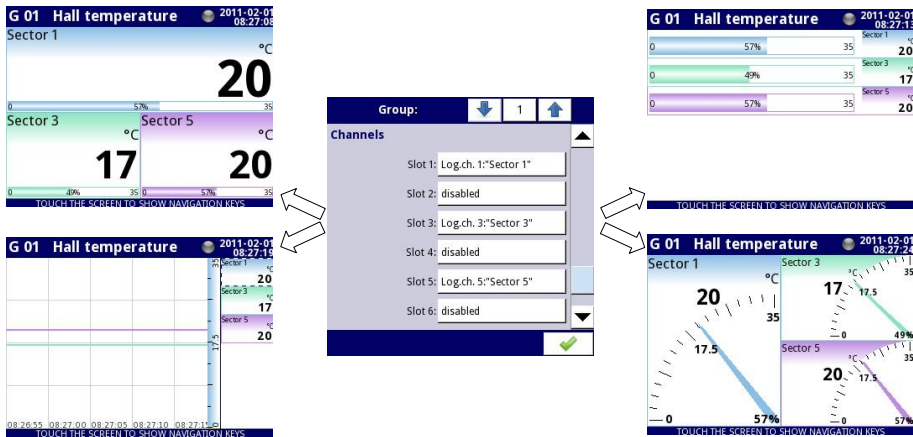 G 01 Hall temperature 2011-02-01 08:27:08
Sector 1
°C
20
0 57% 35
Sector 3
°C
17
0 49% 35
Sector 5
°C
20
0 57% 35
TOUCH THE SCREEN TO SHOW NAVIGATION KEYS
G 01 Hall temperature 2011-02-01 08:27:19
35
17.5
0
Sector 1
°C
20
Sector 3
°C
17
Sector 5
°C
20
08:26:55 08:27:00 08:27:05 08:27:10 08:27:15
TOUCH THE SCREEN TO SHOW NAVIGATION KEYS
Group: 1
Channels
Slot 1: Log.ch. 1:"Sector 1"
Slot 2: disabled
Slot 3: Log.ch. 3:"Sector 3"
Slot 4: disabled
Slot 5: Log.ch. 5:"Sector 5"
Slot 6: disabled
G 01 Hall temperature 2011-02-01 08:27:13
0 57% 35
Sector 1
°C
20
0 49% 35
Sector 3
°C
17
0 57% 35
Sector 5
°C
20
TOUCH THE SCREEN TO SHOW NAVIGATION KEYS
G 01 Hall temperature 2011-02-01 08:27:24
Sector 1
°C
20
35
17.5
0
57%
Sector 3
°C
35
17
17.5
0
49%
Sector 5
°C
35
20
17.5
0
57%
TOUCH THE SCREEN TO SHOW NAVIGATION KEYS